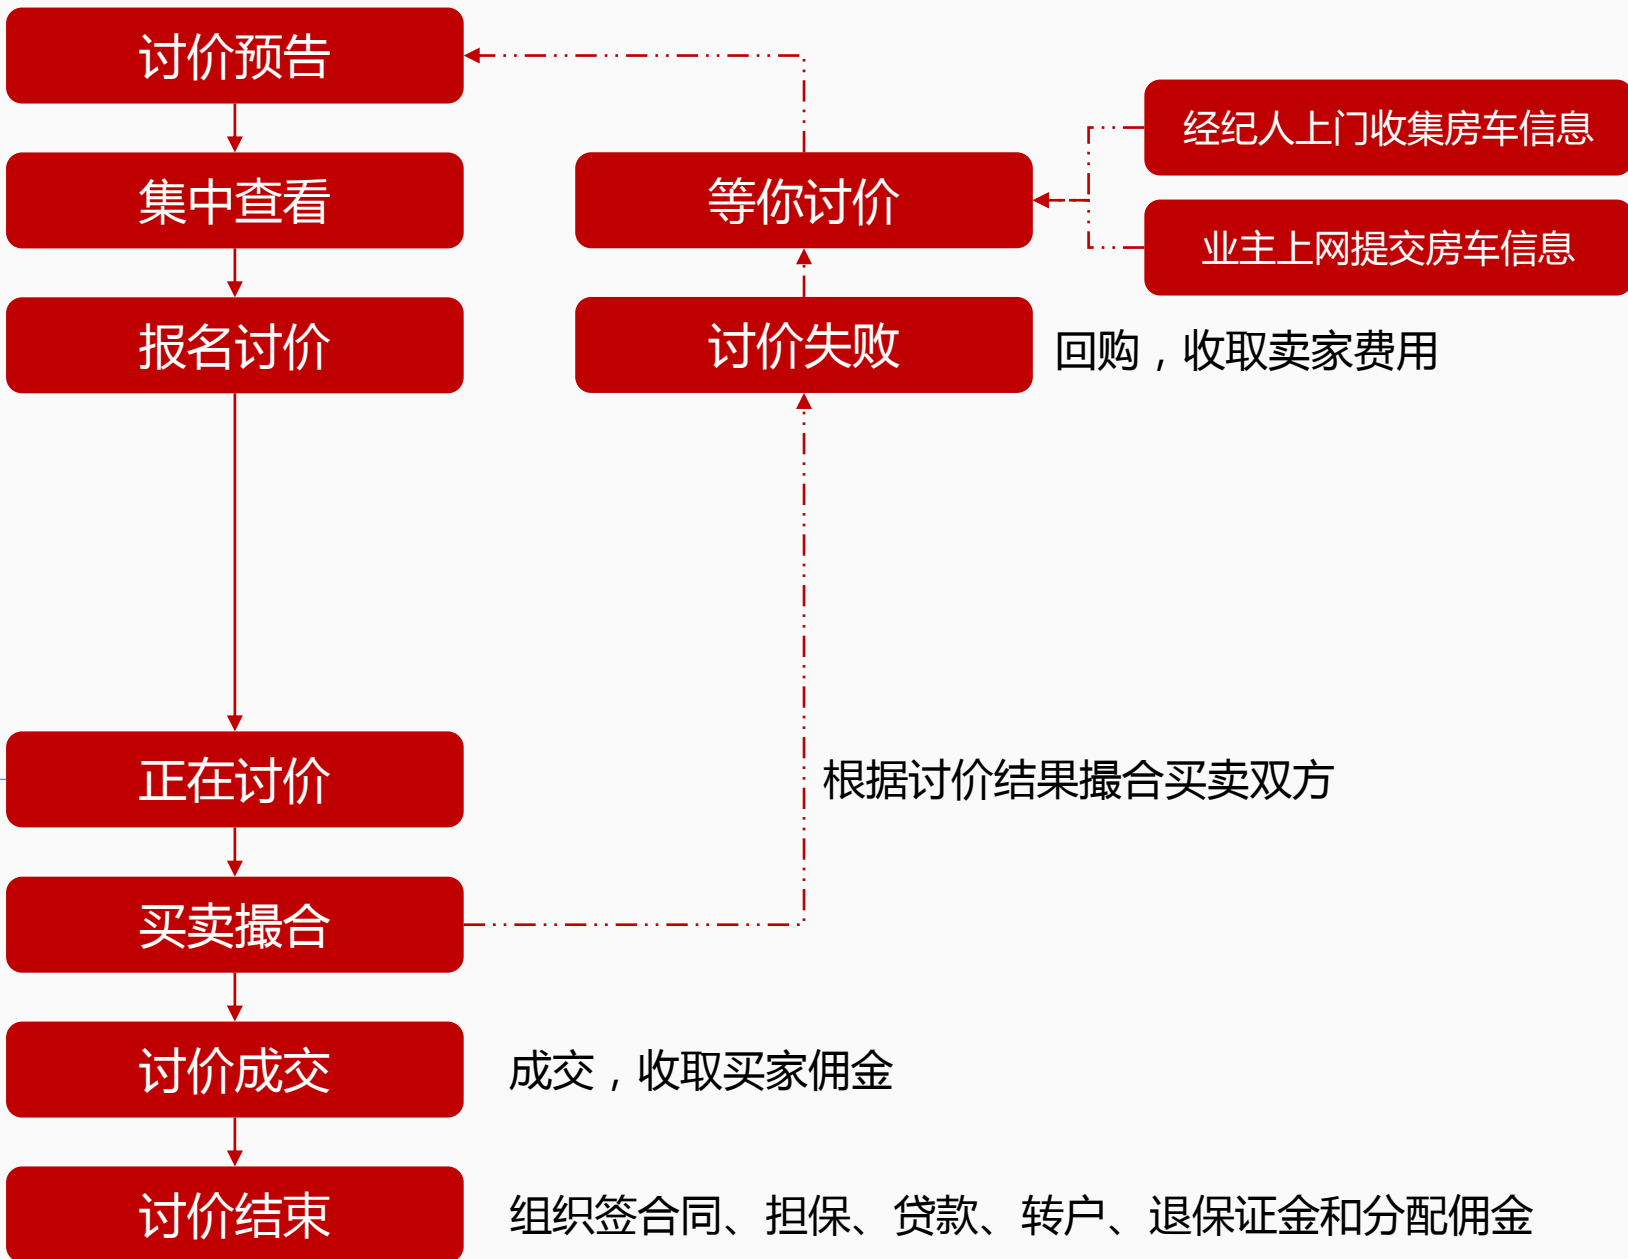 讨价预告
经纪人上门收集房车信息
集中查看
等你讨价
业主上网提交房车信息
报名讨价
讨价失败
回购，收取卖家费用
正在讨价
根据讨价结果撮合买卖双方
买卖撮合
讨价成交
成交，收取买家佣金
讨价结束
组织签合同、担保、贷款、转户、退保证金和分配佣金